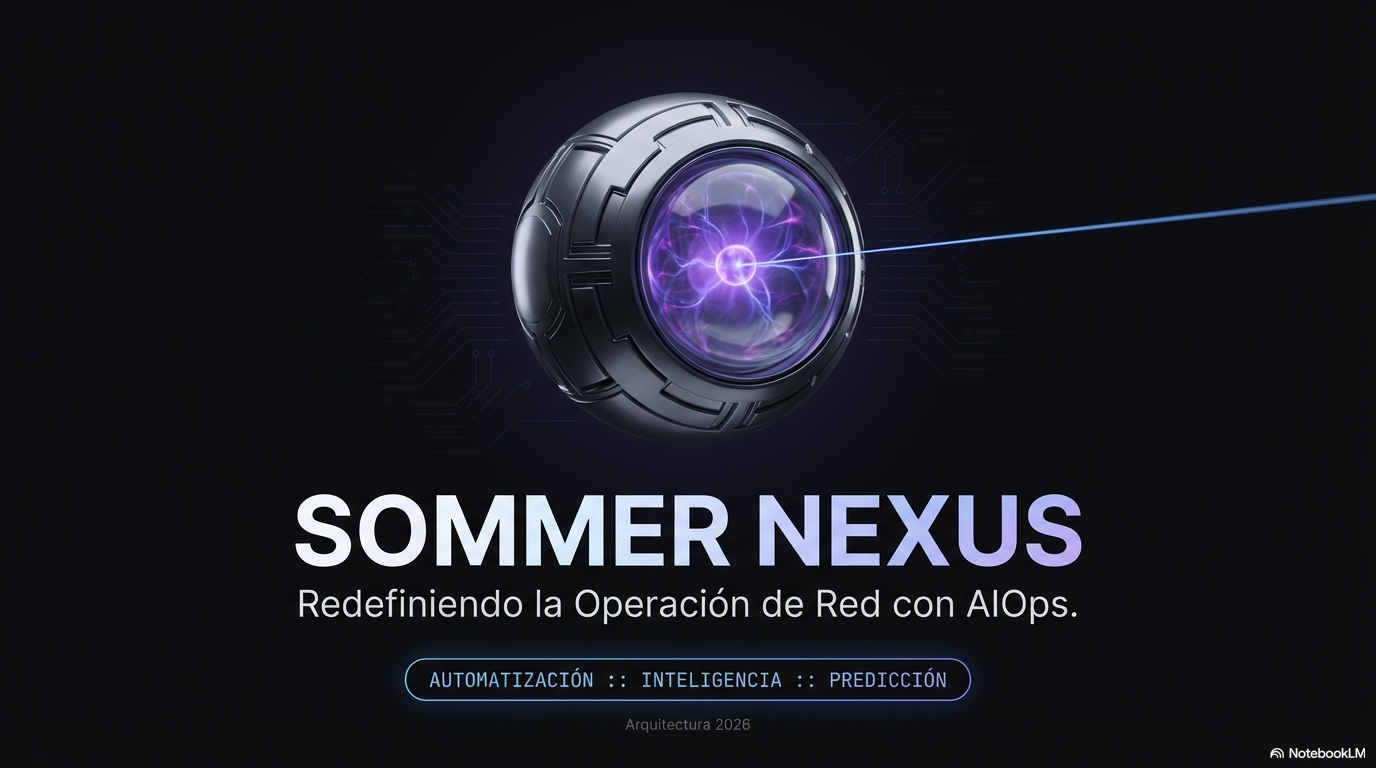 SOMMER NEXUS
Redefiniendo la Operación de Red con AIOps.
AUTOMATIZACIÓN :: INTELIGENCIA :: PREDICCIÓN
Arquitectura 2026
NotebookLM